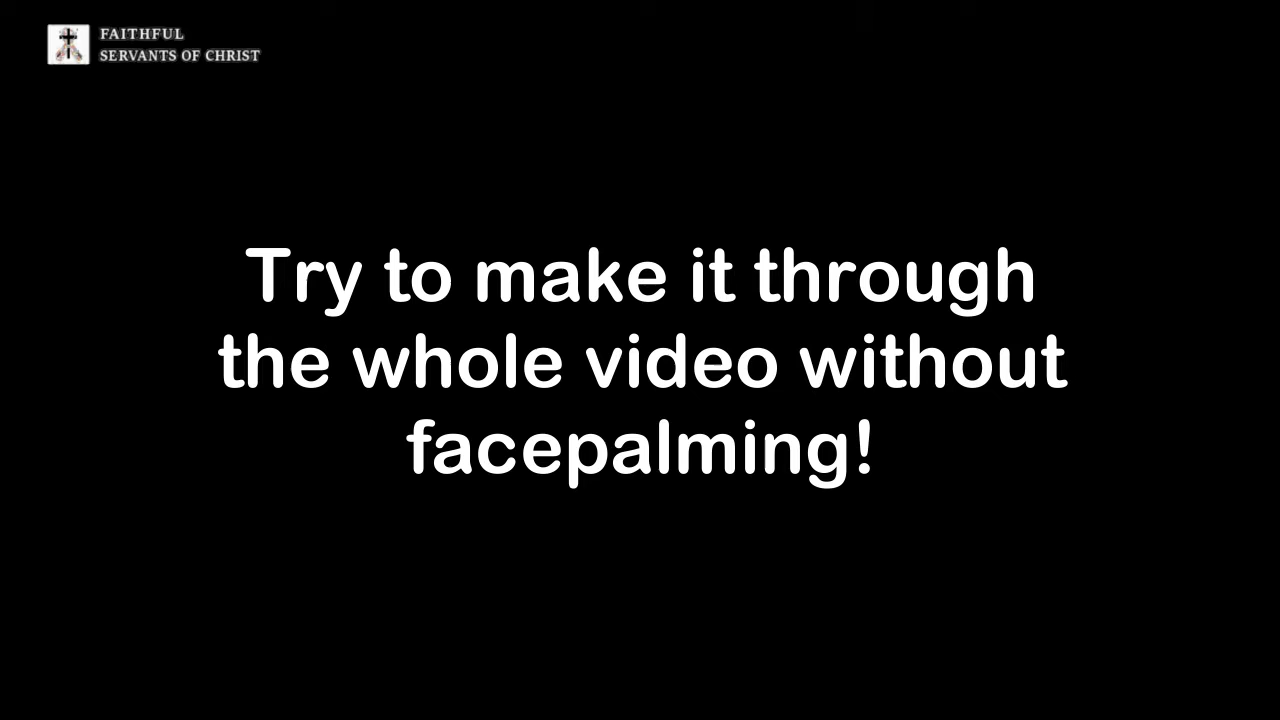 FAITHFUL
SERVANTS OF CHRIST
Try to make it through
the whole video without
facepalming!